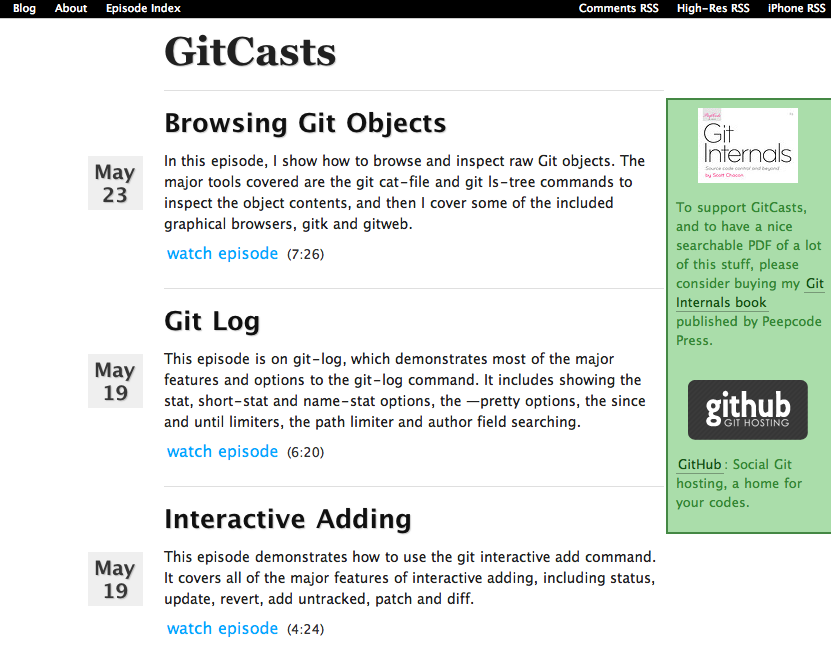 Blog About Episode Index Comments RSS High-Res RSS iPhone RSS
GitCasts
Browsing Git Objects
May
23
In this episode, I show how to browse and inspect raw Git objects. The
major tools covered are the git cat-file and git ls-tree commands to
inspect the object contents, and then I cover some of the included
graphical browsers, gitk and gitweb.
watch episode (7:26)
Git Log
May
19
This episode is on git-log, which demonstrates most of the major
features and options to the git-log command. It includes showing the
stat, short-stat and name-stat options, the —pretty options, the since
and until limiters, the path limiter and author field searching.
watch episode (6:20)
Interactive Adding
May
19
This episode demonstrates how to use the git interactive add command.
It covers all of the major features of interactive adding, including status,
update, revert, add untracked, patch and diff.
watch episode (4:24)
Git
Internals
Source code control and beyond
by Scott Chacon
To support GitCasts,
and to have a nice
searchable PDF of a lot
of this stuff, please
consider buying my Git
Internals book
published by Peepcode
Press.
github
GIT HOSTING
GitHub: Social Git
hosting, a home for
your codes.